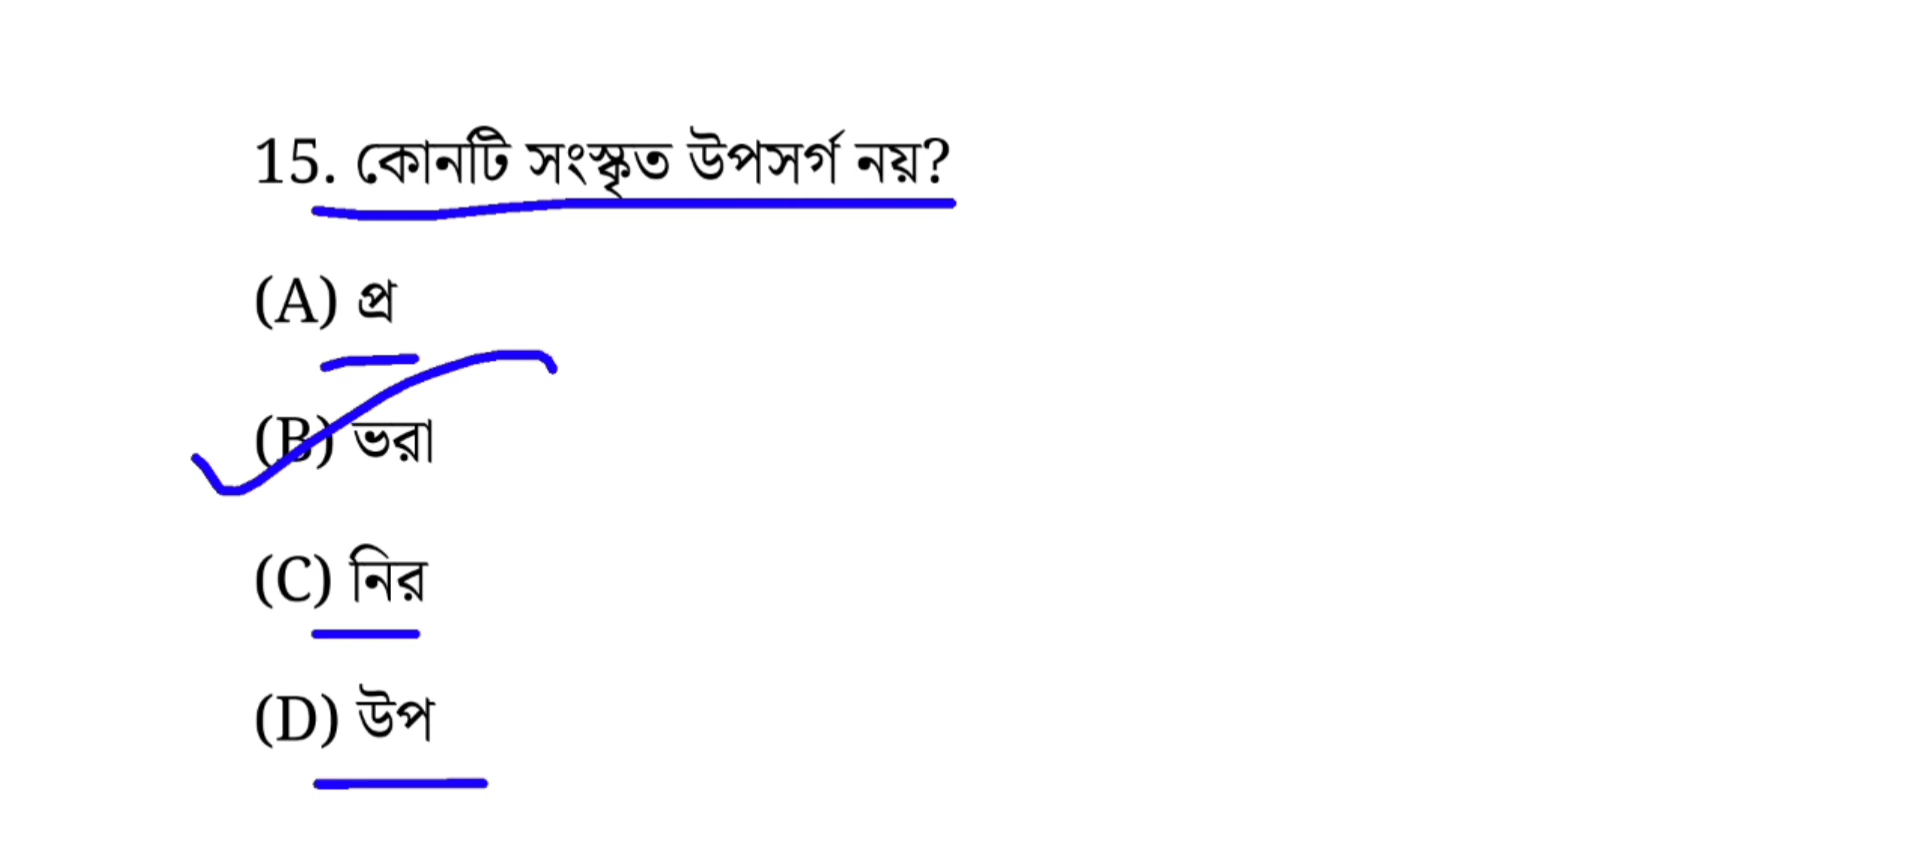 15. কোনটি সংস্কৃত উপসর্গ নয়?
(A) প্র
(B) ভরা
(C) নির
(D) উপ